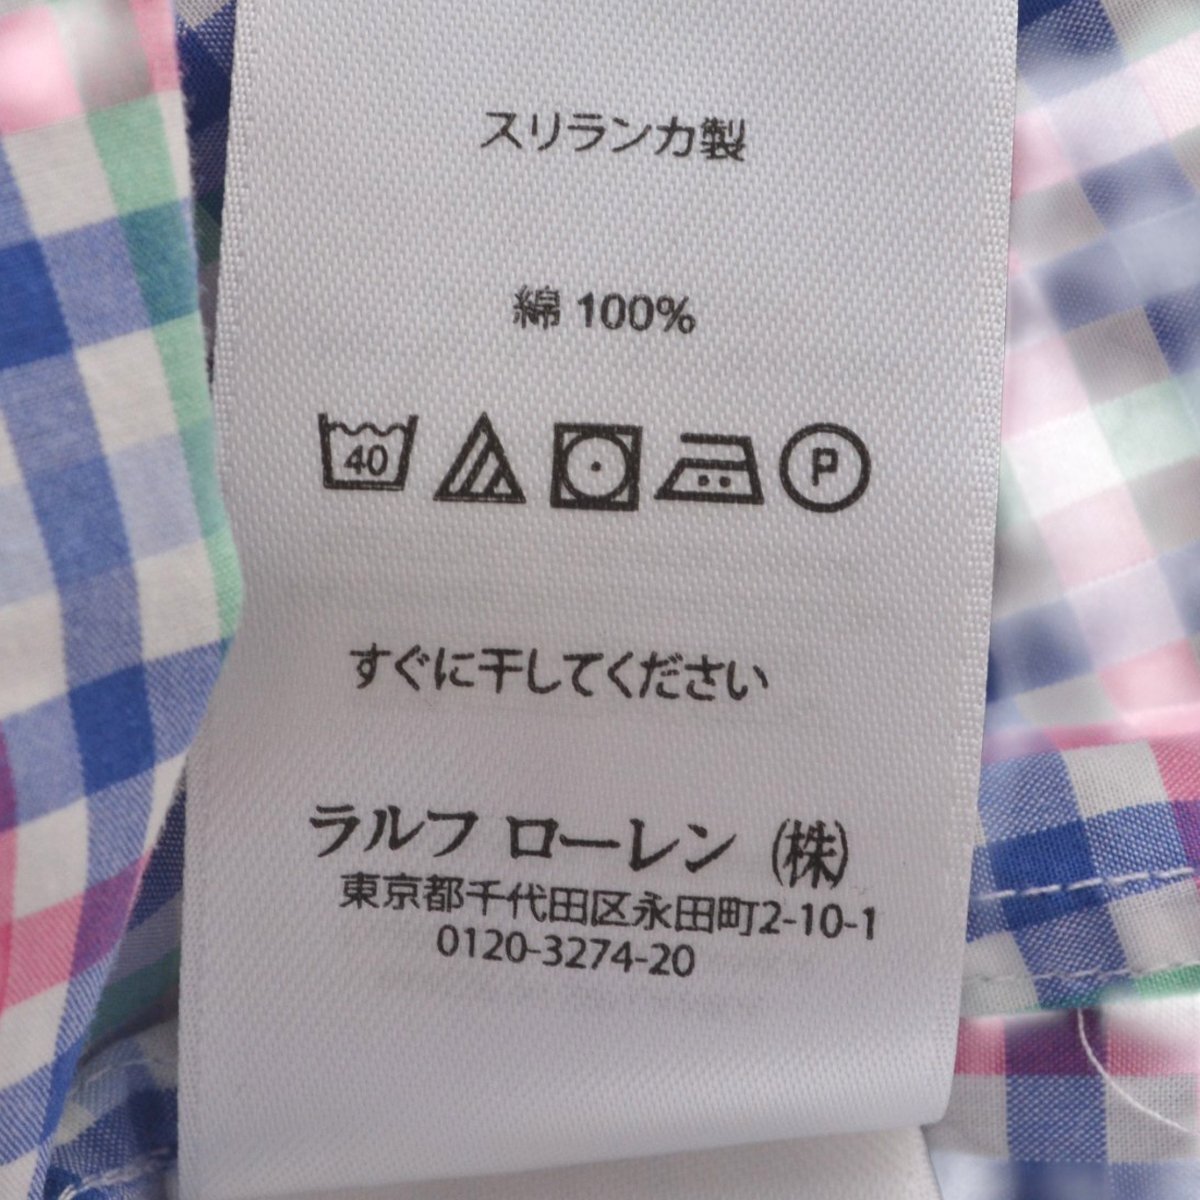 スリランカ製
綿 100%
40 P
すぐに干してください
ラルフ ローレン (株)
東京都千代田区永田町2-10-1
0120-3274-20